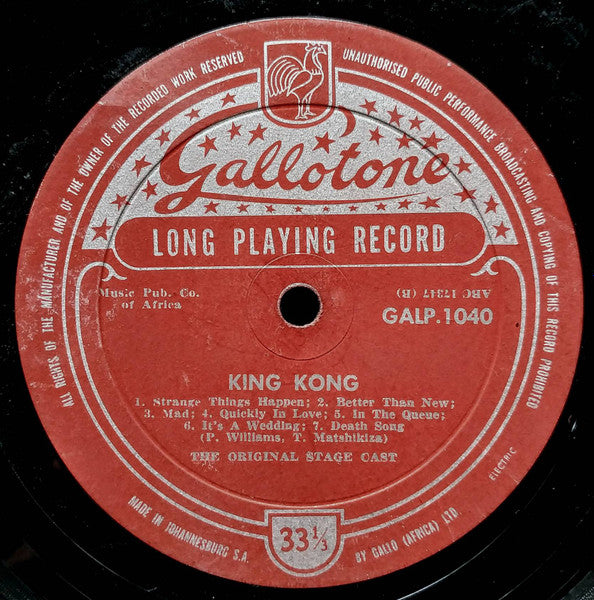 ALL RIGHTS OF THE MANUFACTURER AND OF THE OWNER OF THE RECORDED WORK RESERVED
UNAUTHORISED PUBLIC PERFORMANCE BROADCASTING AND COPYING OF THIS RECORD PROHIBITED
Gallotone
LONG PLAYING RECORD
Music Pub. Co.
of Africa
ABC 17347 (B)
GALP.1040
KING KONG
1. Strange Things Happen; 2. Better Than New;
3. Mad; 4. Quickly In Love; 5. In The Queue;
6. It's A Wedding; 7. Death Song
(P. Williams, T. Matshikiza)
THE ORIGINAL STAGE CAST
ELECTRIC
MADE IN JOHANNESBURG S.A.
33⅓
BY GALLO (AFRICA) LTD.